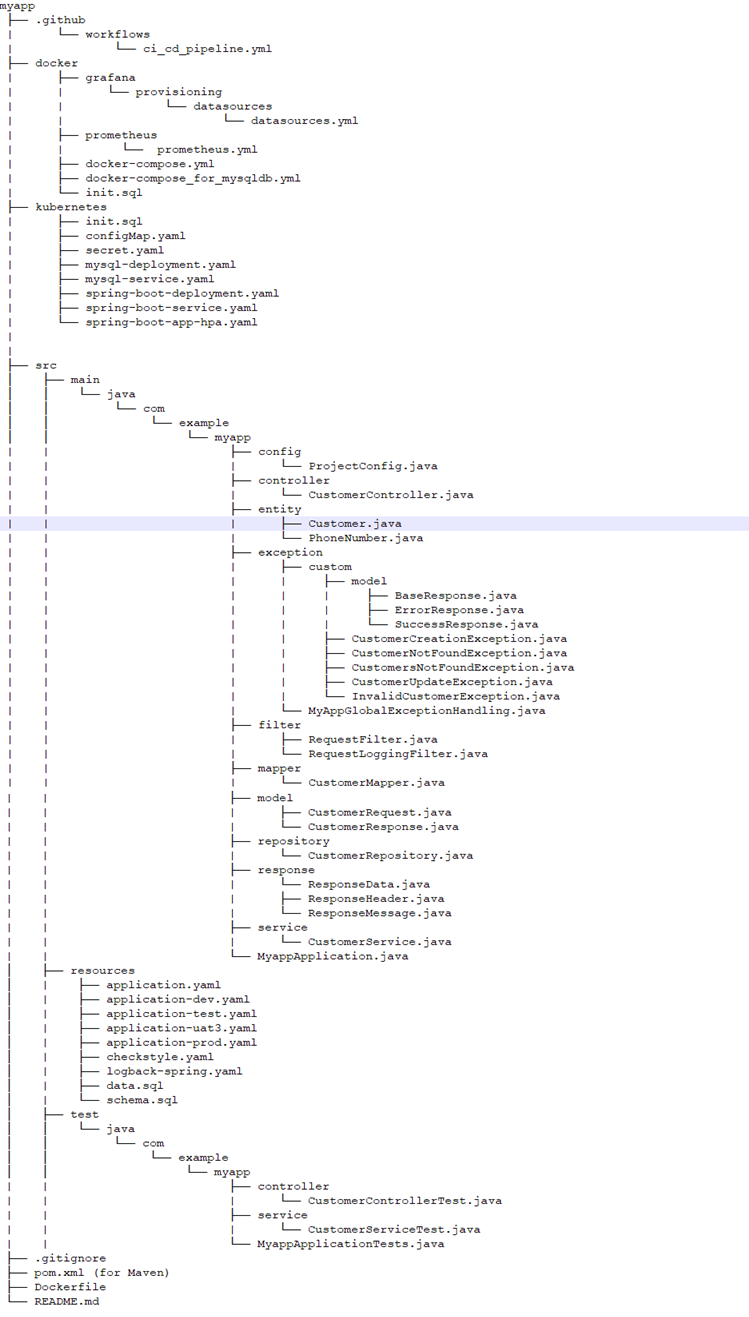 myapp
├── .github
│      └── workflows
│              └── ci_cd_pipeline.yml
├── docker
│      ├── grafana
│      │      └── provisioning
│      │              └── datasources
│      │                      └── datasources.yml
│      ├── prometheus
│      │        └──  prometheus.yml
│      ├── docker-compose.yml
│      ├── docker-compose_for_mysqldb.yml
│      └── init.sql
├── kubernetes
│      ├── init.sql
│      ├── configMap.yaml
│      ├── secret.yaml
│      ├── mysql-deployment.yaml
│      ├── mysql-service.yaml
│      ├── spring-boot-deployment.yaml
│      ├── spring-boot-service.yaml
│      └── spring-boot-app-hpa.yaml
│
│
├── src
│    ├── main
│    │    └── java
│    │         └── com
│    │              └── example
│    │                   └── myapp
│    │                         ├── config
│    │                         │      └── ProjectConfig.java
│    │                         ├── controller
│    │                         │      └── CustomerController.java
│    │                         ├── entity
│    │                         │      ├── Customer.java
│    │                         │      └── PhoneNumber.java
│    │                         ├── exception
│    │                         │      ├── custom
│    │                         │      │     ├── model
│    │                         │      │     │     ├── BaseResponse.java
│    │                         │      │     │     ├── ErrorResponse.java
│    │                         │      │     │     └── SuccessResponse.java
│    │                         │      │     ├── CustomerCreationException.java
│    │                         │      │     ├── CustomerNotFoundException.java
│    │                         │      │     ├── CustomersNotFoundException.java
│    │                         │      │     ├── CustomerUpdateException.java
│    │                         │      │     └── InvalidCustomerException.java
│    │                         │      └── MyAppGlobalExceptionHandling.java
│    │                         ├── filter
│    │                         │      ├── RequestFilter.java
│    │                         │      └── RequestLoggingFilter.java
│    │                         ├── mapper
│    │                         │      └── CustomerMapper.java
│    │                         ├── model
│    │                         │      ├── CustomerRequest.java
│    │                         │      └── CustomerResponse.java
│    │                         ├── repository
│    │                         │      └── CustomerRepository.java
│    │                         ├── response
│    │                         │      └── ResponseData.java
│    │                         │      ├── ResponseHeader.java
│    │                         │      └── ResponseMessage.java
│    │                         ├── service
│    │                         │      └── CustomerService.java
│    │                         └── MyappApplication.java
│    ├── resources
│    │    ├── application.yaml
│    │    ├── application-dev.yaml
│    │    ├── application-test.yaml
│    │    ├── application-uat3.yaml
│    │    ├── application-prod.yaml
│    │    ├── checkstyle.yaml
│    │    ├── logback-spring.yaml
│    │    ├── data.sql
│    │    └── schema.sql
│    ├── test
│    │    └── java
│    │         └── com
│    │              └── example
│    │                   └── myapp
│    │                         ├── controller
│    │                         │      └── CustomerControllerTest.java
│    │                         ├── service
│    │                         │      └── CustomerServiceTest.java
│    │                         └── MyappApplicationTests.java
├── .gitignore
├── pom.xml (for Maven)
├── Dockerfile
└── README.md